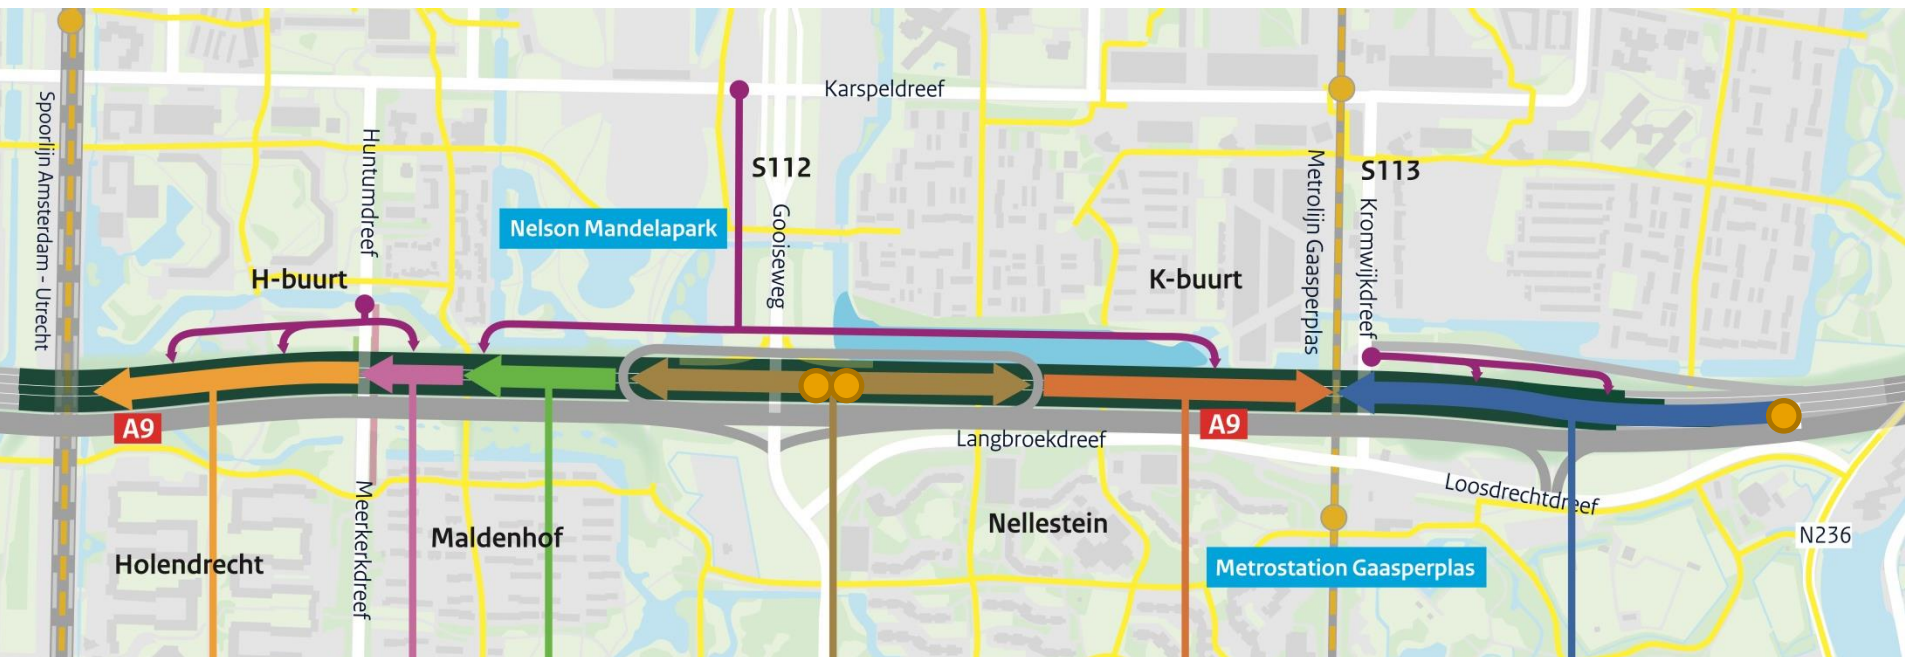 Karspeldreef
Spoorlijn Amsterdam - Utrecht
Huntumdreef
S112
Metrolijn Gaasperplas
S113
Kromwijkdreef
Gooiseweg
Nelson Mandelapark
H-buurt
K-buurt
A9
A9
Langbroekdreef
Meerkerkdreef
Loosdrechtdreef
Nellestein
Maldenhof
N236
Holendrecht
Metrostation Gaasperplas